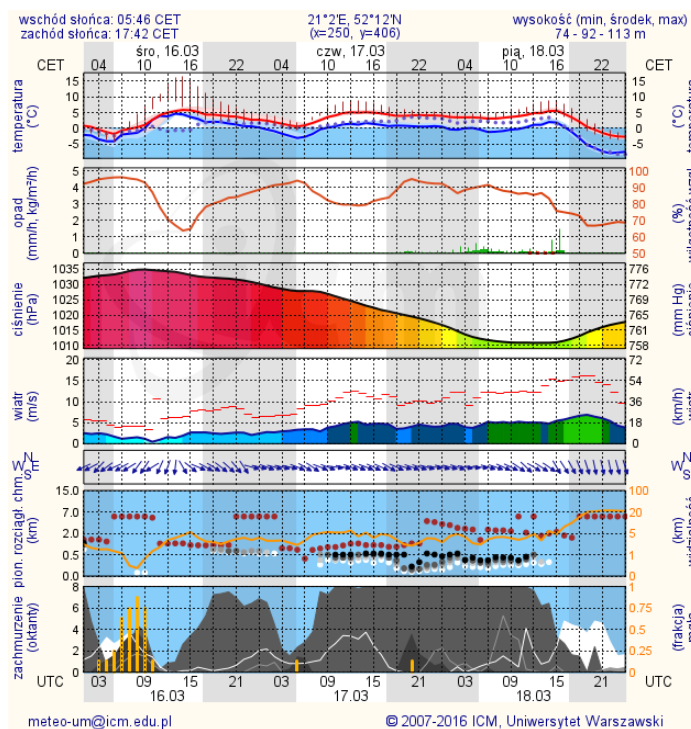 wschód słońca: 05:46 CET 21°2'E, 52°12'N wysokość (min, środek, max)
zachód słońca: 17:42 CET (x=250, y=406) 74 - 92 - 113 m
śro, 16.03 czw, 17.03 pią, 18.03
CET 04 10 16 22 04 10 16 22 04 10 16 22 CET
temperatura (°C)
15 10 5 0 -5
15 10 5 0 -5
(°C)
opad (mm/h, kg/m²/h)
5 4 3 2 1 0
100 90 80 70 60 50
(%)
ciśnienie (hPa)
1035 1030 1025 1020 1015 1010
776 772 769 765 761 758
(mm Hg)
wiatr (m/s)
20 15 10 5 0
72 54 36 18 0
(km/h)
N W E S
N W S
pion. rozciągł. chm. (km)
15.0 7.0 2.0 0.5 0.0
100 20 5 1 0
(km)
zachmurzenie (oktanty)
8 6 4 2 0
1 0.75 0.5 0.25 0
(frakcja)
UTC 03 09 15 21 03 09 15 21 03 09 15 21 UTC
16.03 17.03 18.03
meteo-um@icm.edu.pl © 2007-2016 ICM, Uniwersytet Warszawski